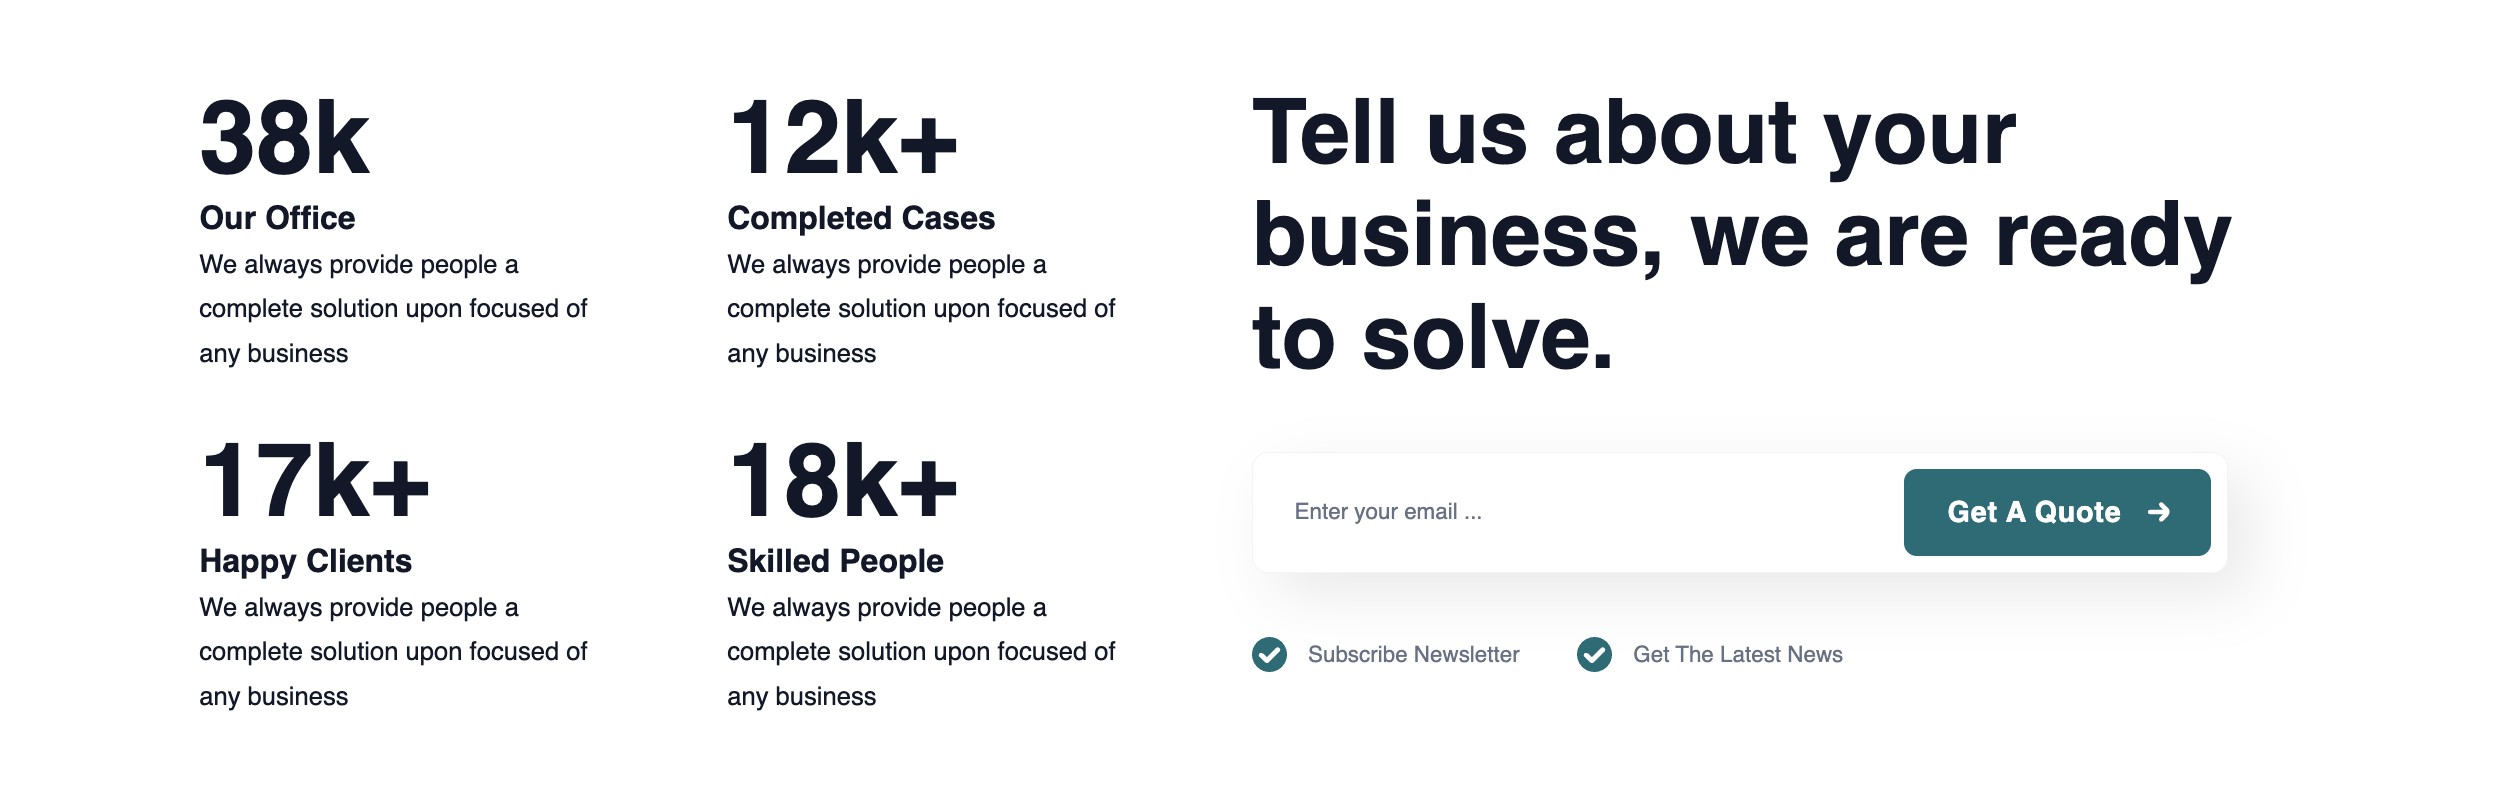 38k
Our Office
We always provide people a
complete solution upon focused of
any business
12k+
Completed Cases
We always provide people a
complete solution upon focused of
any business
17k+
Happy Clients
We always provide people a
complete solution upon focused of
any business
18k+
Skilled People
We always provide people a
complete solution upon focused of
any business
Tell us about your
business, we are ready
to solve.
Enter your email ...
Get A Quote
Subscribe Newsletter
Get The Latest News